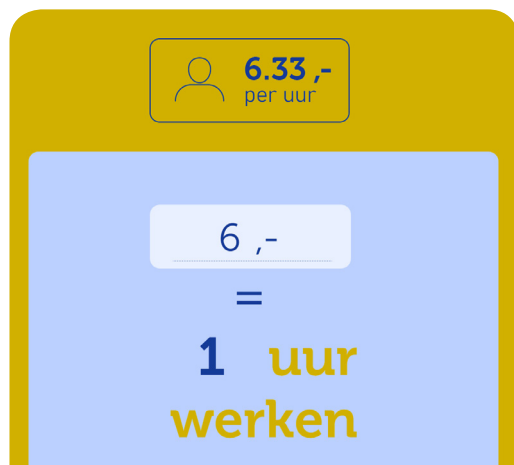 6.33 ,-
per uur
6 ,-
=
1 uur
werken